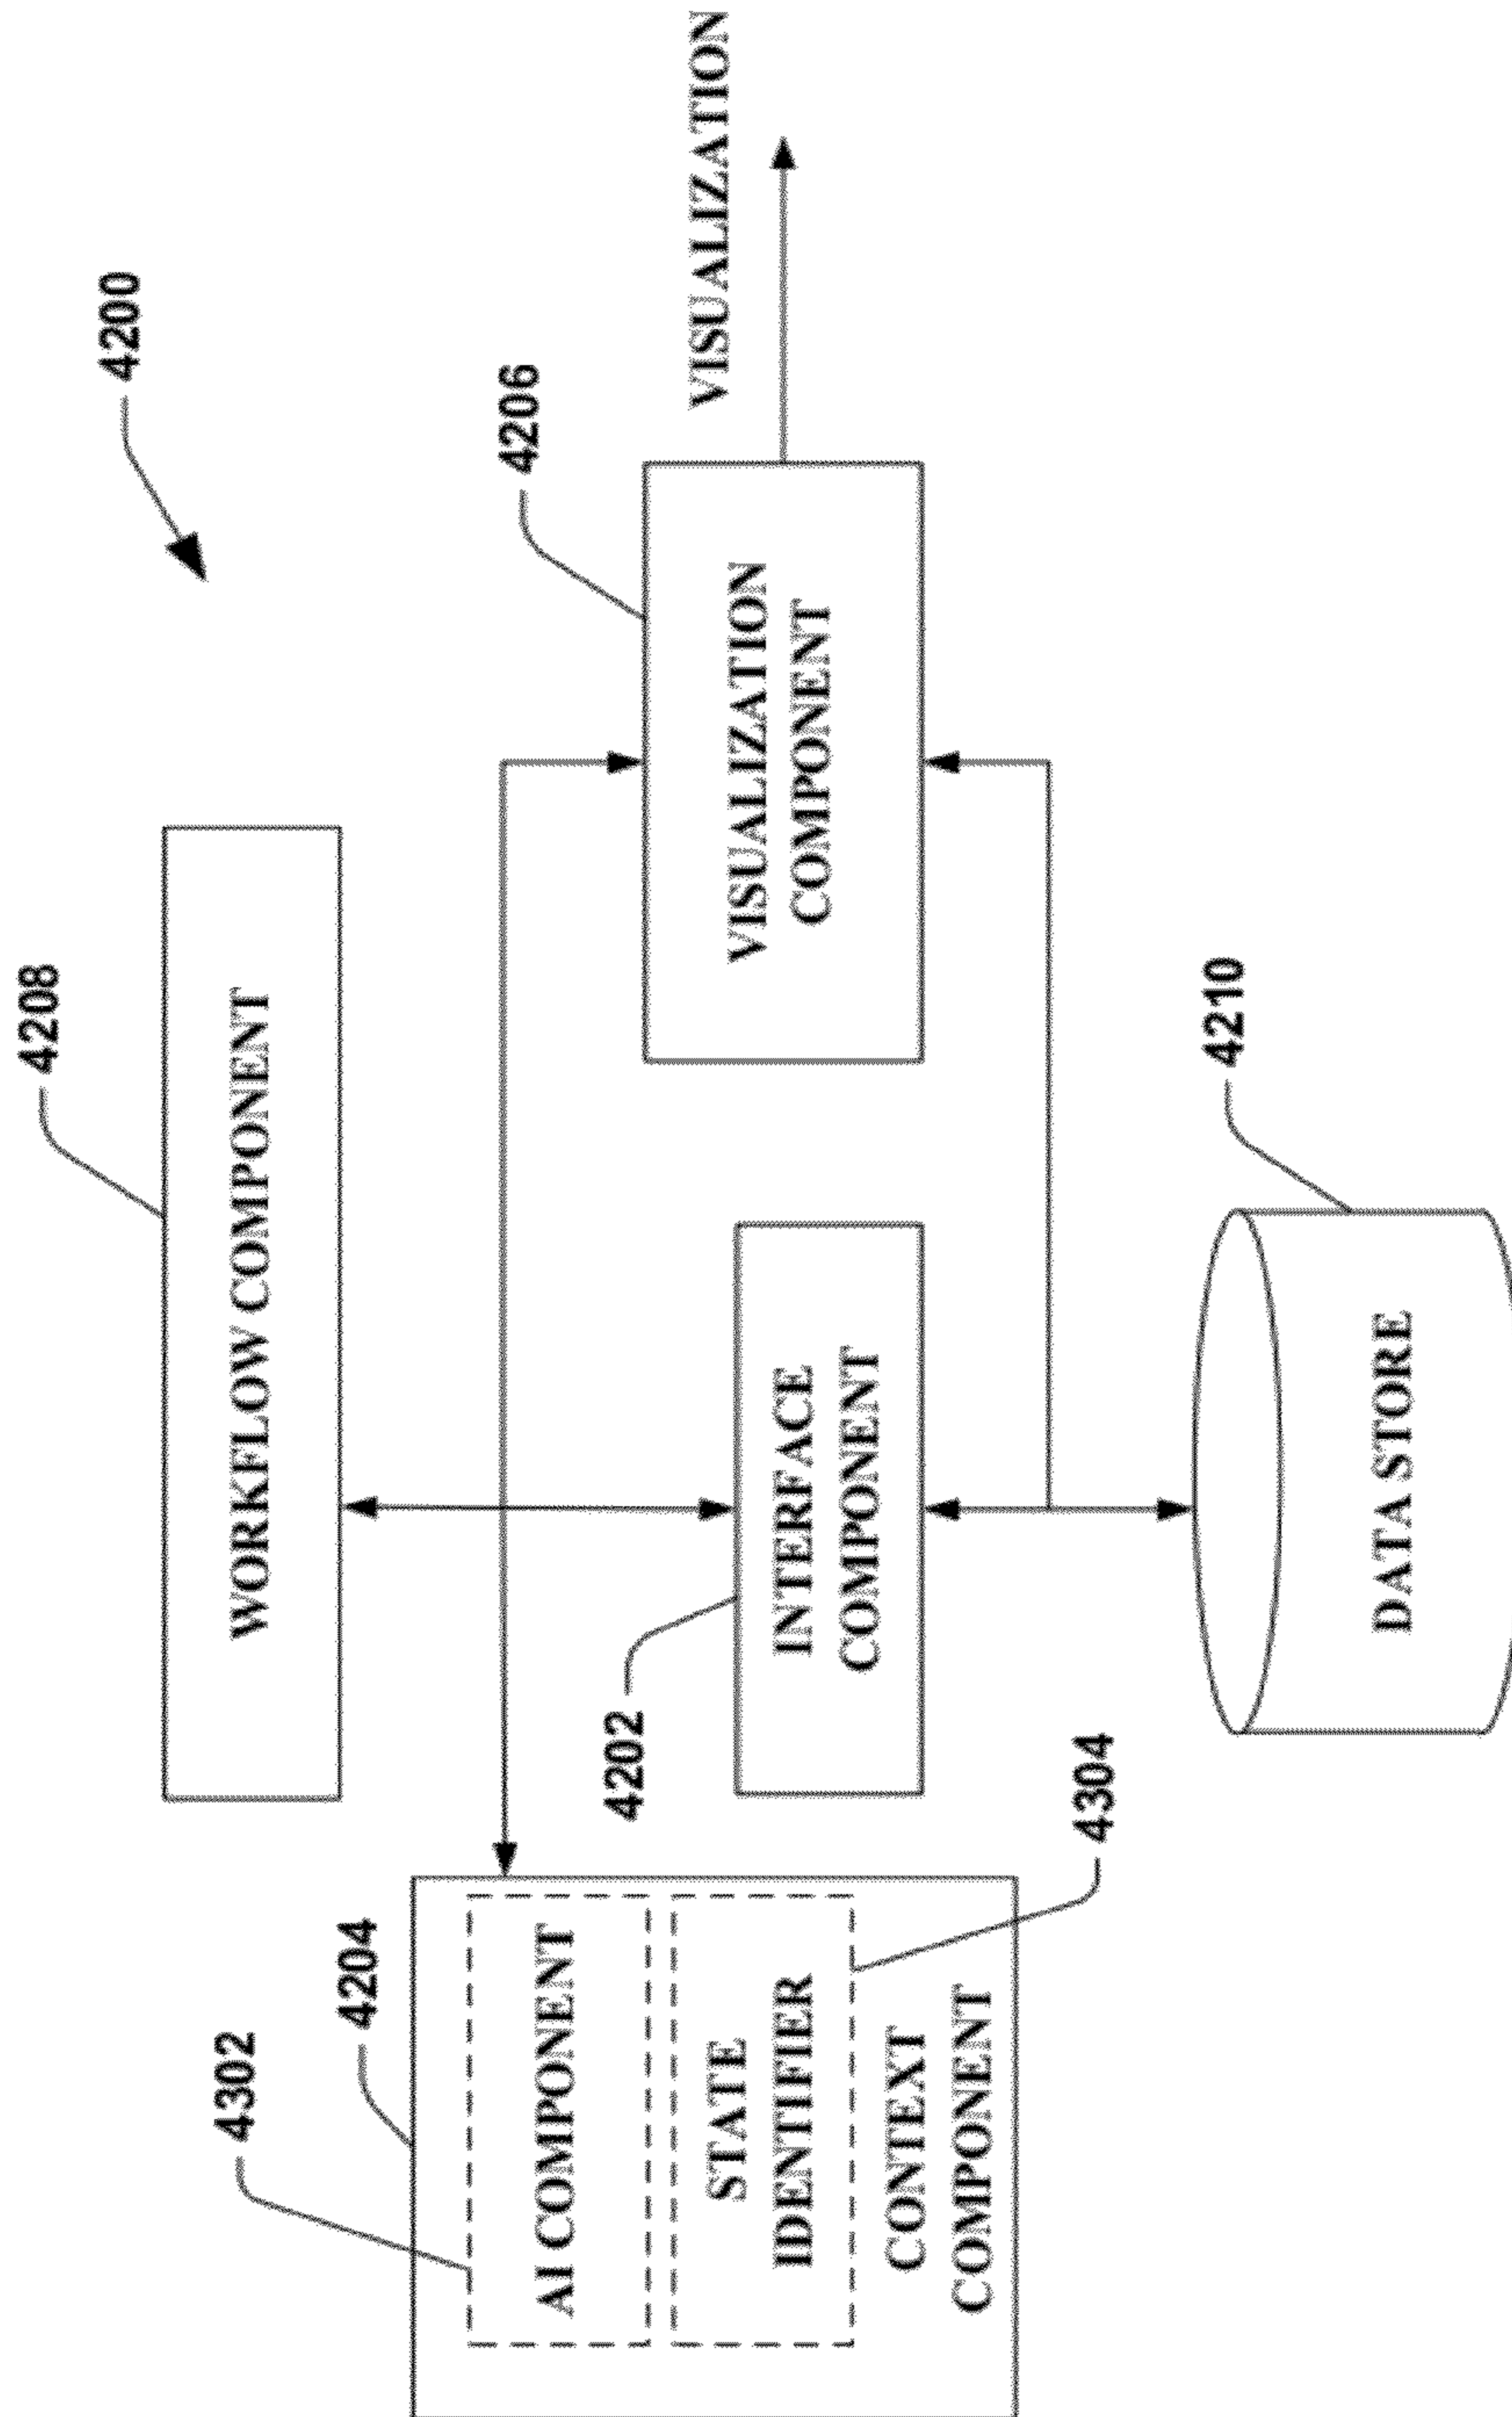 4200
4208
WORKFLOW COMPONENT
4302
4204
AI COMPONENT
STATE
IDENTIFIER
CONTEXT
COMPONENT
4304
4202
INTERFACE
COMPONENT
4206
VISUALIZATION
COMPONENT
VISUALIZATION
4210
DATA STORE